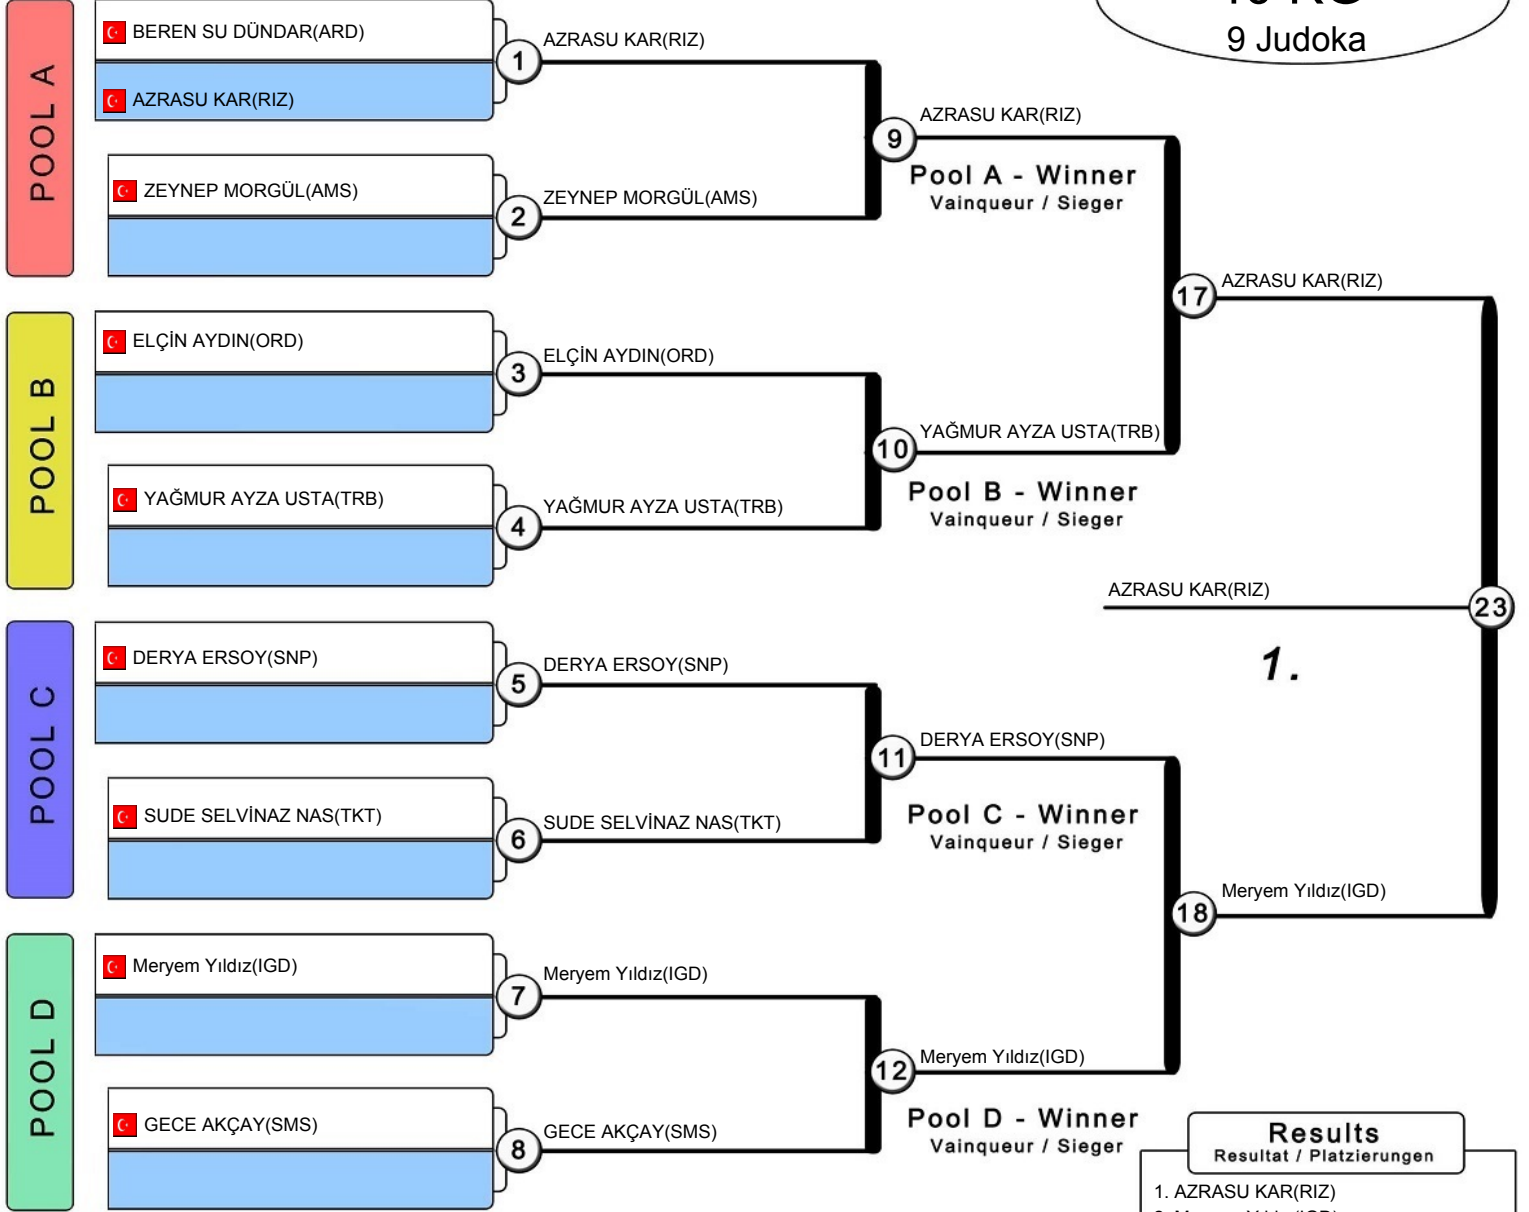 9 Judoka
POOL A
BEREN SU DÜNDAR(ARD)
AZRASU KAR(RIZ)
1
AZRASU KAR(RIZ)
ZEYNEP MORGÜL(AMS)
2
ZEYNEP MORGÜL(AMS)
9
AZRASU KAR(RIZ)
Pool A - Winner
Vainqueur / Sieger
POOL B
ELÇİN AYDIN(ORD)
3
ELÇİN AYDIN(ORD)
YAĞMUR AYZA USTA(TRB)
4
YAĞMUR AYZA USTA(TRB)
10
YAĞMUR AYZA USTA(TRB)
Pool B - Winner
Vainqueur / Sieger
17
AZRASU KAR(RIZ)
AZRASU KAR(RIZ)
23
1.
POOL C
DERYA ERSOY(SNP)
5
DERYA ERSOY(SNP)
SUDE SELVİNAZ NAS(TKT)
6
SUDE SELVİNAZ NAS(TKT)
11
DERYA ERSOY(SNP)
Pool C - Winner
Vainqueur / Sieger
18
Meryem Yıldız(IGD)
POOL D
Meryem Yıldız(IGD)
7
Meryem Yıldız(IGD)
GECE AKÇAY(SMS)
8
GECE AKÇAY(SMS)
12
Meryem Yıldız(IGD)
Pool D - Winner
Vainqueur / Sieger
Results
Resultat / Platzierungen
1. AZRASU KAR(RIZ)